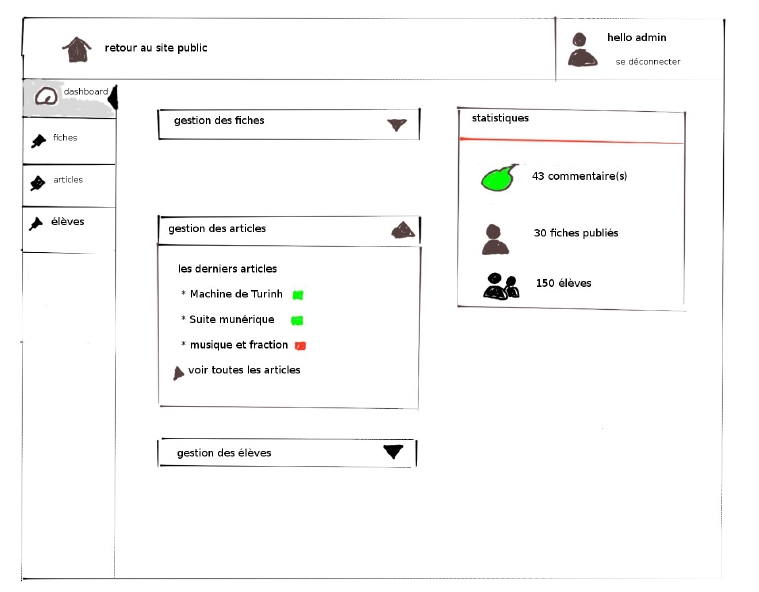 retour au site public
hello admin
se déconnecter
dashboard
fiches
articles
élèves
gestion des fiches
gestion des articles
les derniers articles
* Machine de Turinh
* Suite munérique
* musique et fraction
voir toutes les articles
gestion des élèves
statistiques
43 commentaire(s)
30 fiches publiés
150 élèves